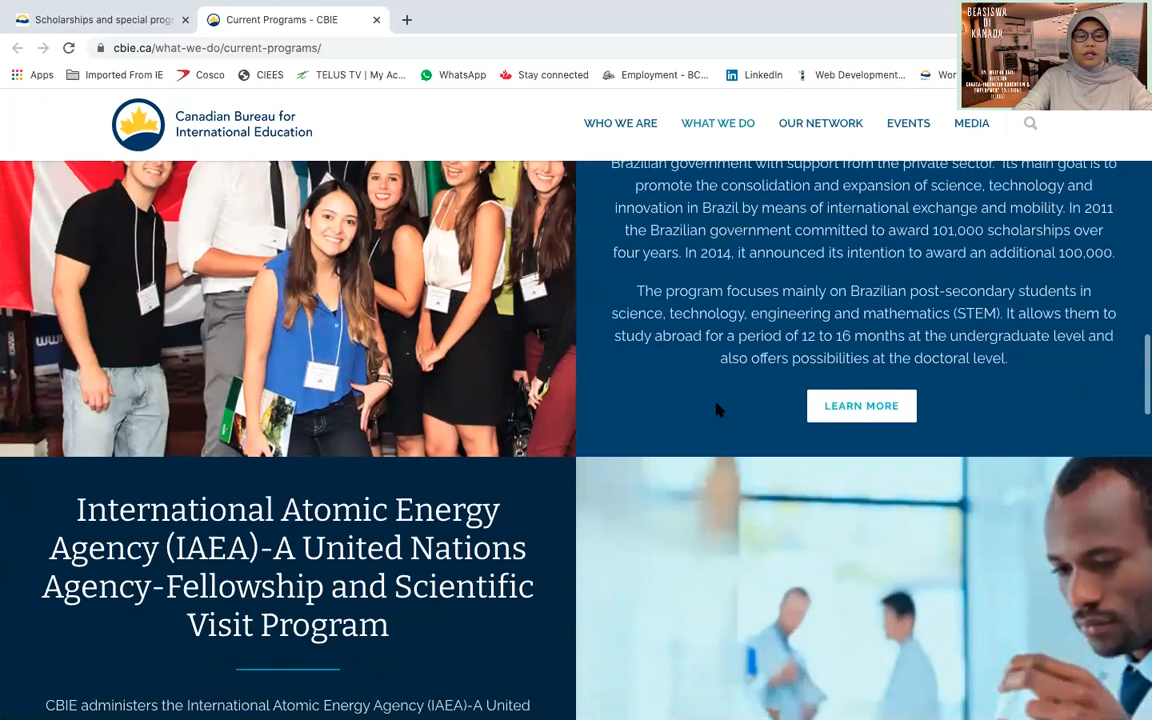 Scholarships and special prog
Current Programs - CBIE
cbie.ca/what-we-do/current-programs/
Apps
Imported From IE
Cosco
CIEES
TELUS TV | My Ac...
WhatsApp
Stay connected
Employment - BC...
LinkedIn
Web Development...
Wor
BEASISWA
DI
KANADA
Canadian Bureau for
International Education
WHO WE ARE
WHAT WE DO
OUR NETWORK
EVENTS
MEDIA
Brazilian government with support from the private sector. Its main goal is to
promote the consolidation and expansion of science, technology and
innovation in Brazil by means of international exchange and mobility. In 2011
the Brazilian government committed to award 101,000 scholarships over
four years. In 2014, it announced its intention to award an additional 100,000.
The program focuses mainly on Brazilian post-secondary students in
science, technology, engineering and mathematics (STEM). It allows them to
study abroad for a period of 12 to 16 months at the undergraduate level and
also offers possibilities at the doctoral level.
LEARN MORE
International Atomic Energy
Agency (IAEA)-A United Nations
Agency-Fellowship and Scientific
Visit Program
CBIE administers the International Atomic Energy Agency (IAEA)-A United